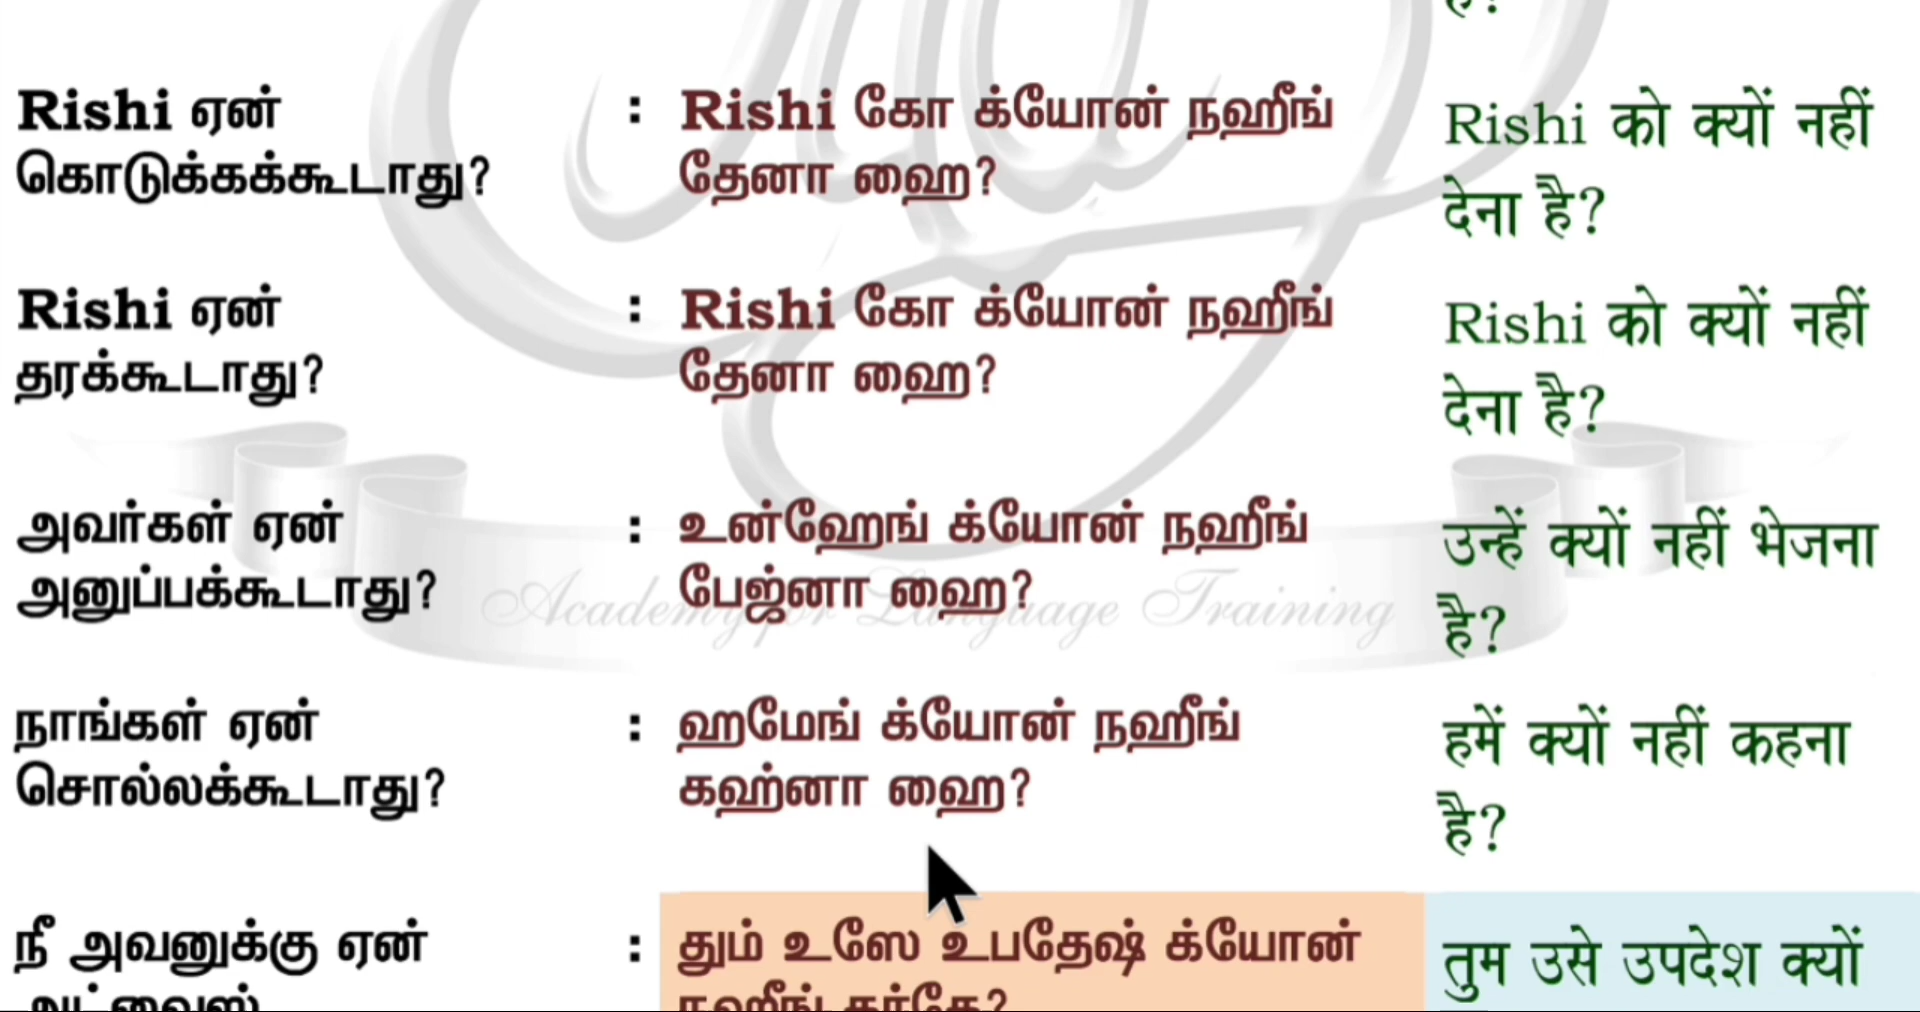 है?
Rishi ஏன் : Rishi கோ க்யோன் நஹீங் Rishi को क्यों नहीं
கொடுக்கக்கூடாது? தேனா ஹை? देना है?
Rishi ஏன் : Rishi கோ க்யோன் நஹீங் Rishi को क्यों नहीं
தரக்கூடாது? தேனா ஹை? देना है?
அவர்கள் ஏன் : உன்ஹேங் க்யோன் நஹீங் उन्हें क्यों नहीं भेजना
அனுப்பக்கூடாது? பேஜ்னா ஹை? है?
Academy for Language Training
நாங்கள் ஏன் : ஹமேங் க்யோன் நஹீங் हमें क्यों नहीं कहना
சொல்லக்கூடாது? கஹ்னா ஹை? है?
நீ அவனுக்கு ஏன் : தும் உஸே உபதேஷ் க்யோன் तुम उसे उपदेश क्यों